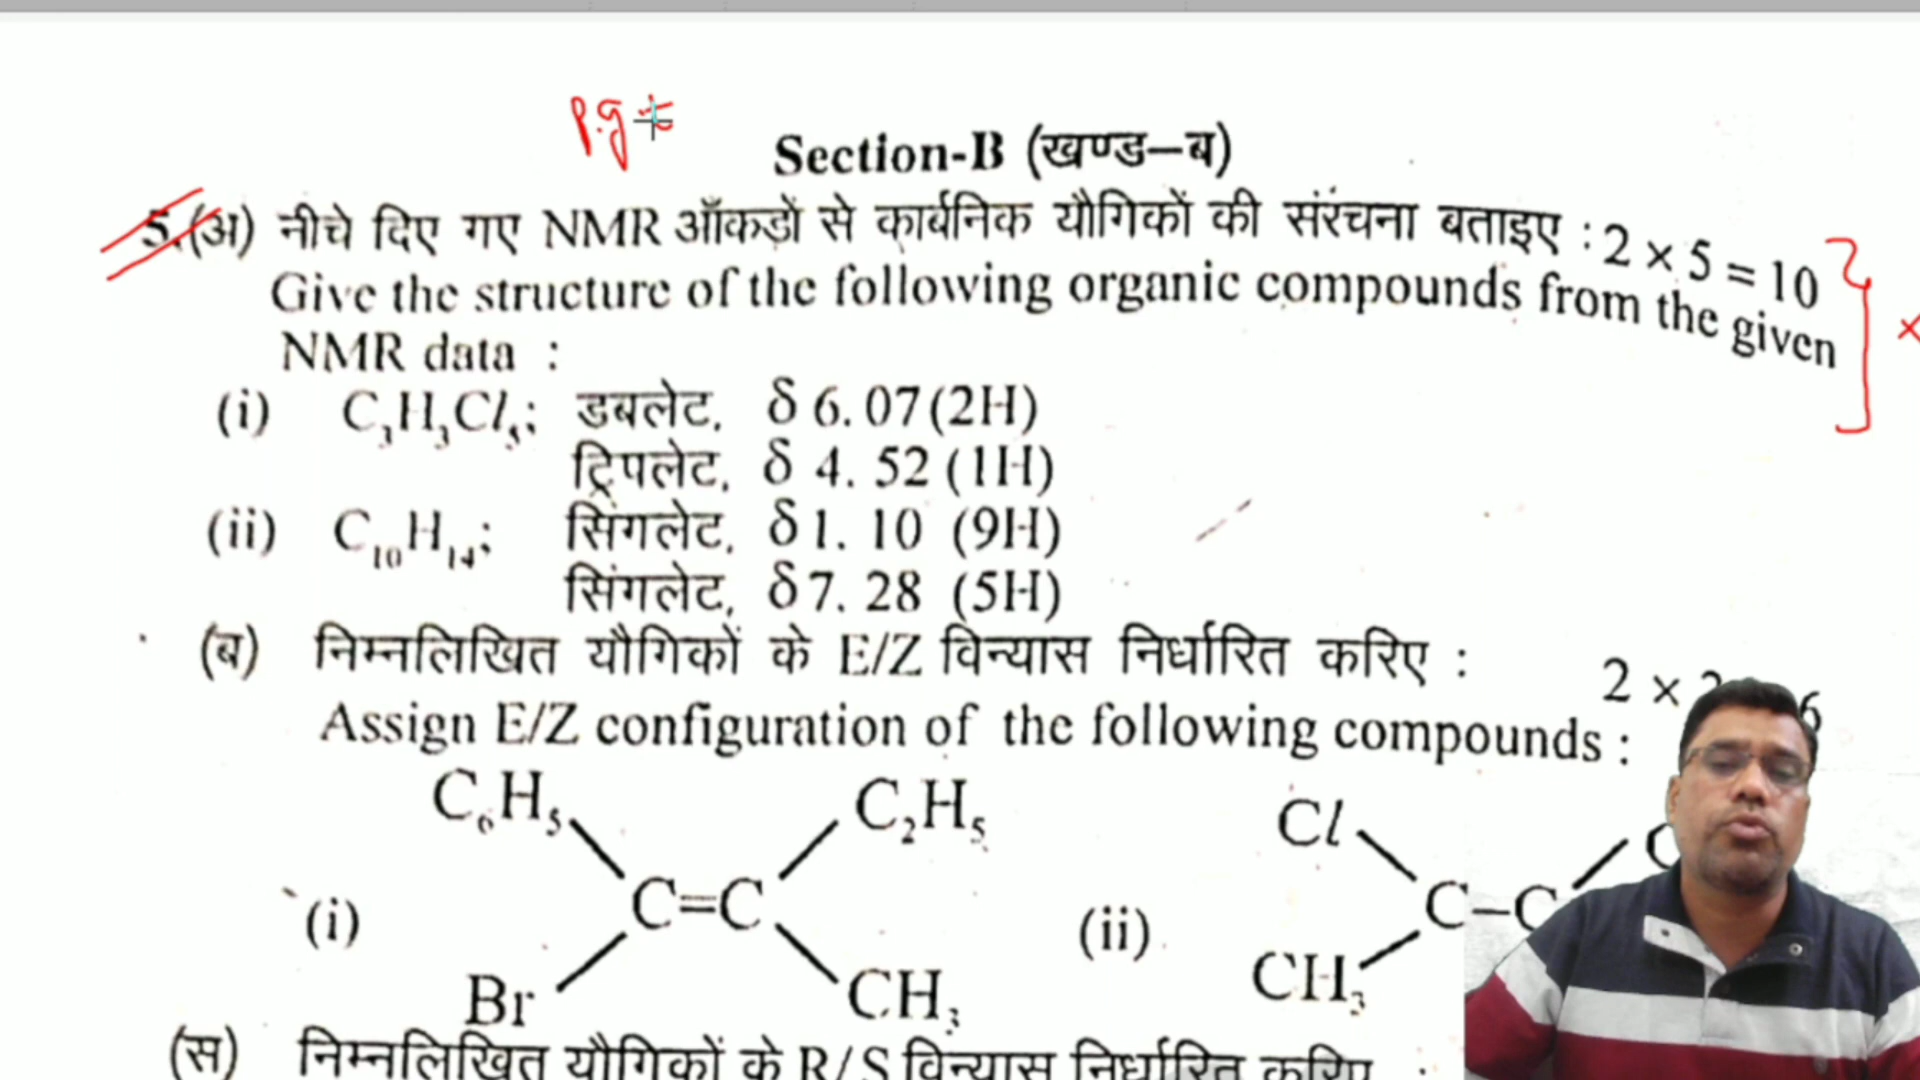 P.g
Section-B (खण्ड–ब)
5.(अ) नीचे दिए गए NMR आँकड़ों से कार्बनिक यौगिकों की संरचना बताइए : 2 × 5 = 10
Give the structure of the following organic compounds from the given
NMR data :
(i) C₃H₃Cl₅; डबलेट, δ 6.07 (2H)
ट्रिपलेट, δ 4.52 (1H)
(ii) C₁₀H₁₄; सिंगलेट, δ 1.10 (9H)
सिंगलेट, δ 7.28 (5H)
(ब) निम्नलिखित यौगिकों के E/Z विन्यास निर्धारित करिए : 2 ×
Assign E/Z configuration of the following compounds :
C₆H₅ C₂H₅ Cl
(i) C=C (ii) C–C
Br CH₃ CH₃
(स) निम्नलिखित यौगिकों के R/S विन्यास निर्धारित करिए :